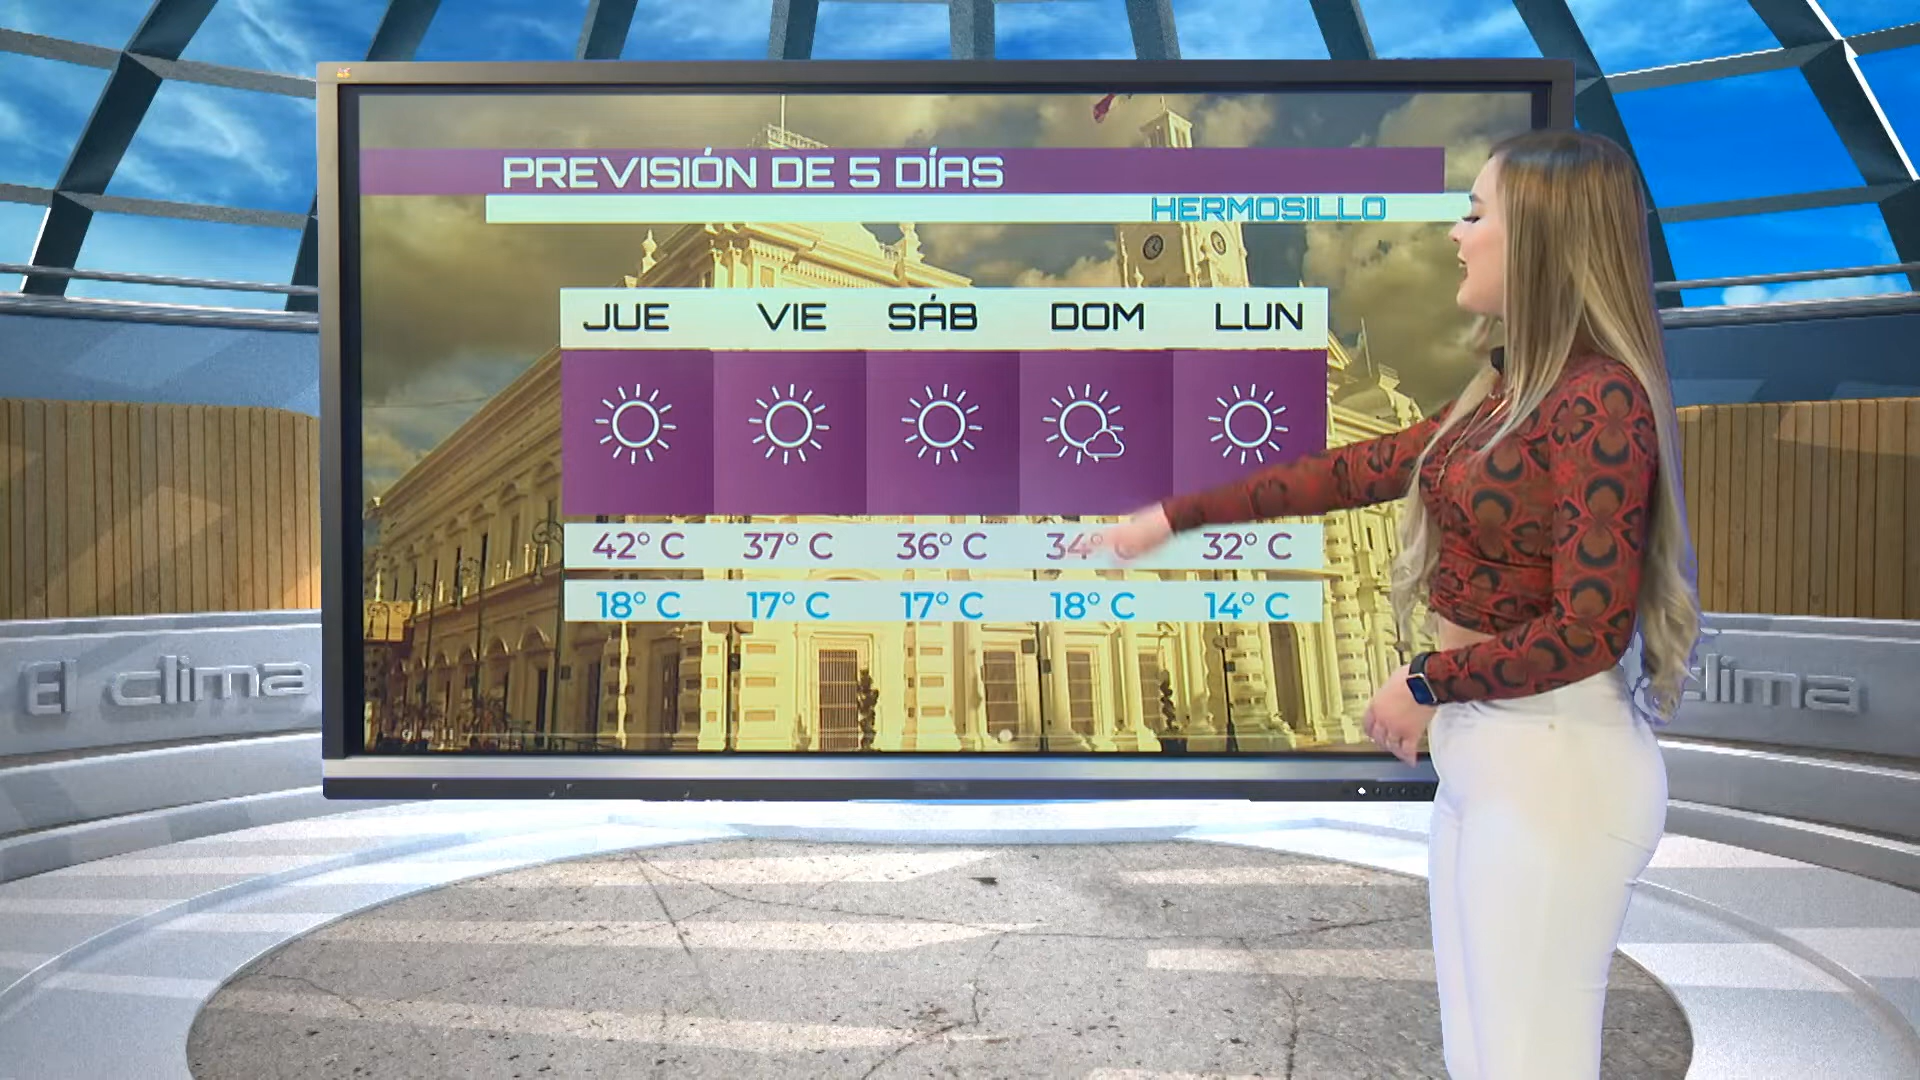 PREVISIÓN DE 5 DÍAS
HERMOSILLO
JUE VIE SÁB DOM LUN
42° C 37° C 36° C 34° C 32° C
18° C 17° C 17° C 18° C 14° C
El clima
clima